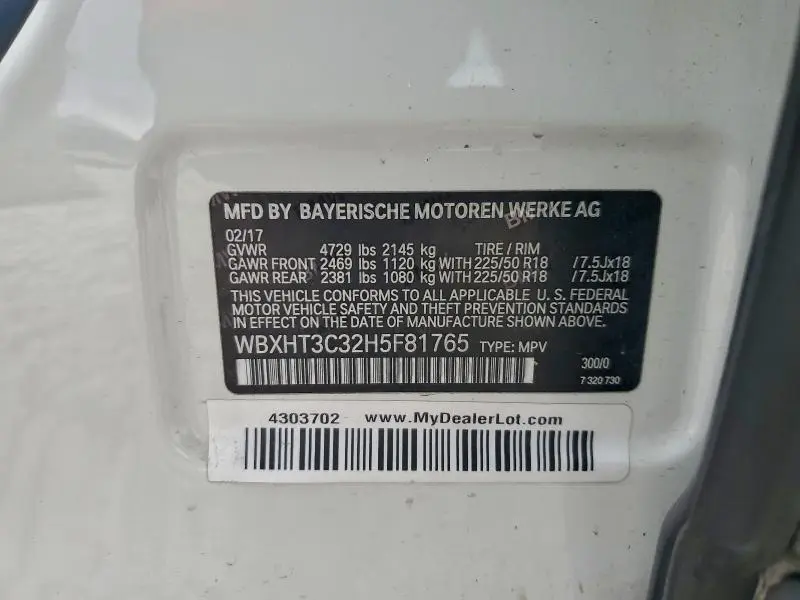 MFD BY BAYERISCHE MOTOREN WERKE AG
02/17
GVWR 4729 lbs 2145 kg TIRE / RIM
GAWR FRONT 2469 lbs 1120 kg WITH 225/50 R18 /7.5Jx18
GAWR REAR 2381 lbs 1080 kg WITH 225/50 R18 /7.5Jx18
THIS VEHICLE CONFORMS TO ALL APPLICABLE U. S. FEDERAL
MOTOR VEHICLE SAFETY AND THEFT PREVENTION STANDARDS
IN EFFECT ON THE DATE OF MANUFACTURE SHOWN ABOVE.
WBXHT3C32H5F81765 TYPE: MPV
300/0
7 320 730
4303702 www.MyDealerLot.com